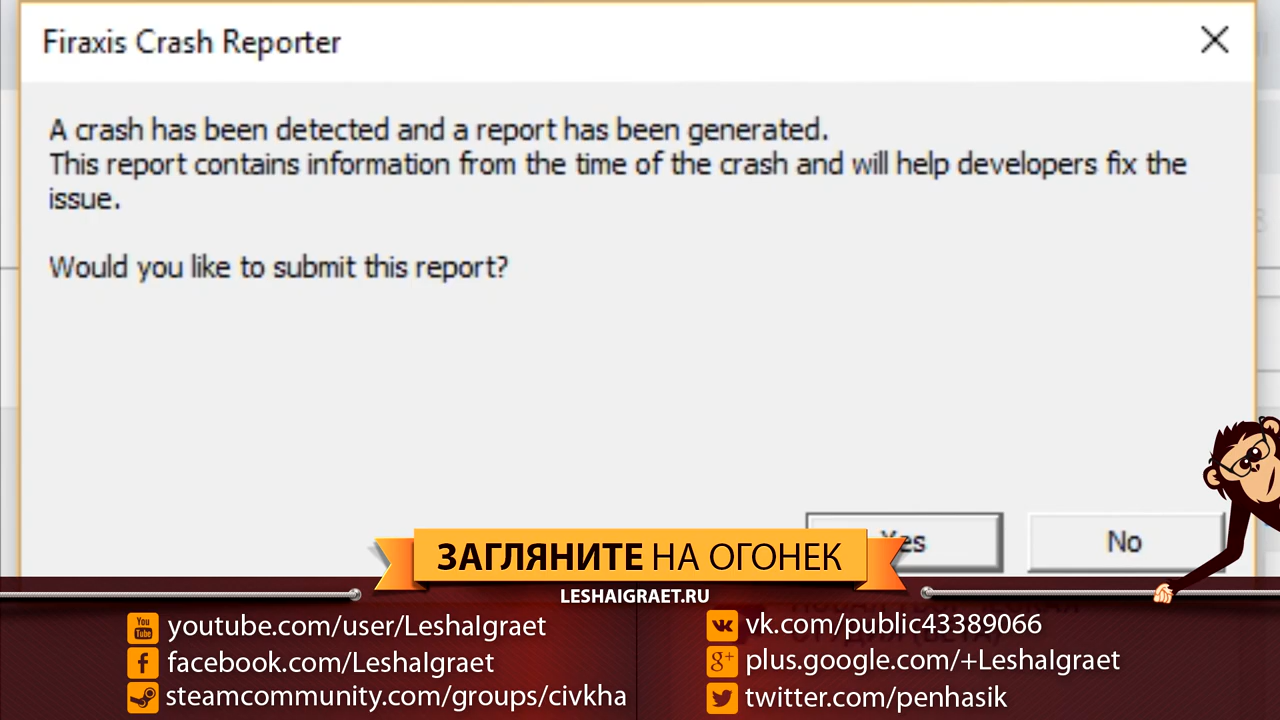 Firaxis Crash Reporter
A crash has been detected and a report has been generated.
This report contains information from the time of the crash and will help developers fix the
issue.
Would you like to submit this report?
Yes
No
ЗАГЛЯНИТЕ НА ОГОНЕК
LESHAIGRAET.RU
You Tube youtube.com/user/LeshaIgraet
vk.com/public43389066
facebook.com/LeshaIgraet
plus.google.com/+LeshaIgraet
steamcommunity.com/groups/civkha
twitter.com/penhasik